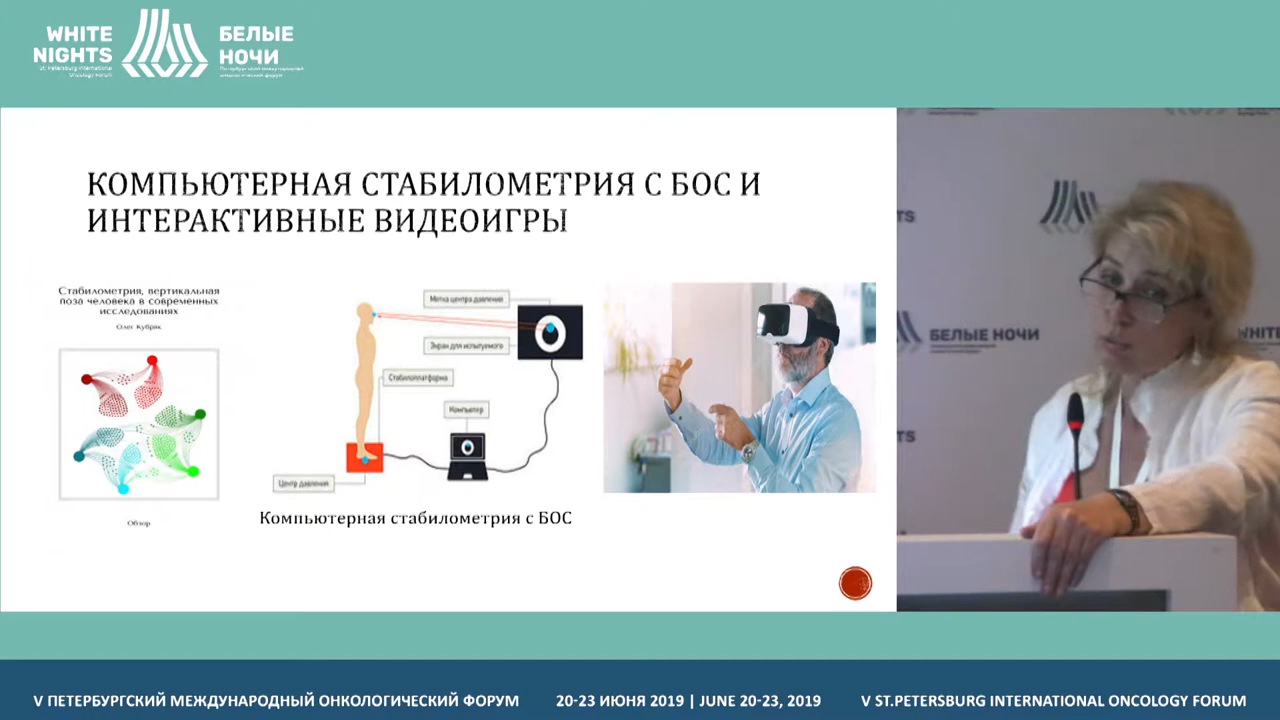 WHITE
NIGHTS
St. Petersburg International
Oncology Forum
БЕЛЫЕ
НОЧИ
Петербургский международный
онкологический форум
КОМПЬЮТЕРНАЯ СТАБИЛОМЕТРИЯ С БОС И
ИНТЕРАКТИВНЫЕ ВИДЕОИГРЫ
Стабилометрия, вертикальная
поза человека в современных
исследованиях
Олег Кубряк
Обзор
Метка центра давления
Экран для испытуемого
Стабилоплатформа
Компьютер
Центр давления
Компьютерная стабилометрия с БОС
БЕЛЫЕ НОЧИ
WHITE
V ПЕТЕРБУРГСКИЙ МЕЖДУНАРОДНЫЙ ОНКОЛОГИЧЕСКИЙ ФОРУМ
20-23 ИЮНЯ 2019 | JUNE 20-23, 2019
V ST.PETERSBURG INTERNATIONAL ONCOLOGY FORUM